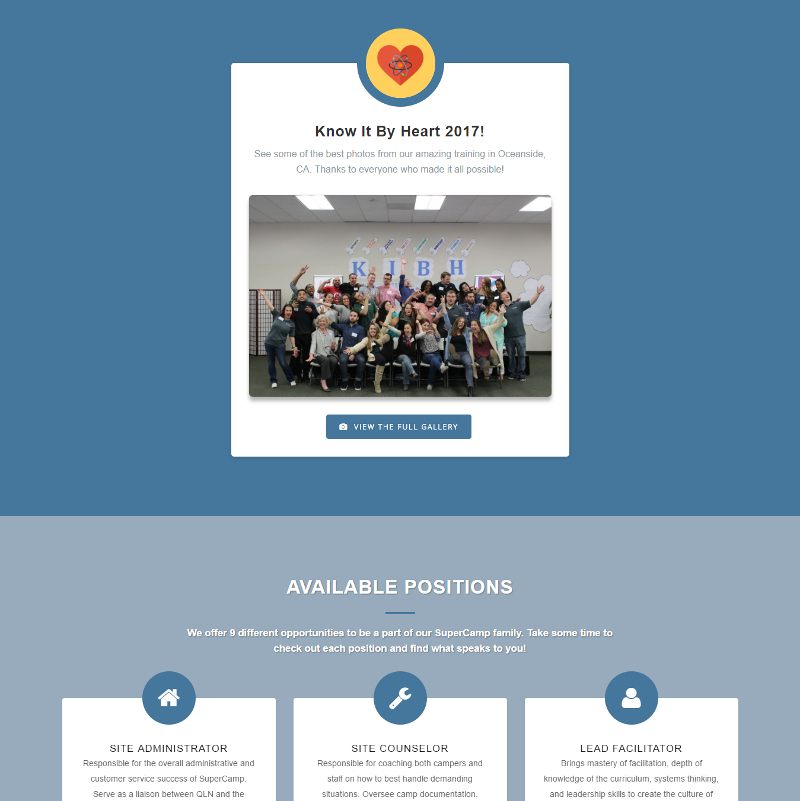 Know It By Heart 2017!
See some of the best photos from our amazing training in Oceanside,
CA. Thanks to everyone who made it all possible!
K I B H
VIEW THE FULL GALLERY
AVAILABLE POSITIONS
We offer 9 different opportunities to be a part of our SuperCamp family. Take some time to
check out each position and find what speaks to you!
SITE ADMINISTRATOR
Responsible for the overall administrative and
customer service success of SuperCamp.
Serve as a liaison between QLN and the
SITE COUNSELOR
Responsible for coaching both campers and
staff on how to best handle demanding
situations. Oversee camp documentation.
LEAD FACILITATOR
Brings mastery of facilitation, depth of
knowledge of the curriculum, systems thinking,
and leadership skills to create the culture of